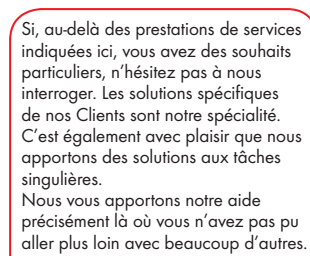 Si, au-delà des prestations de services
indiquées ici, vous avez des souhaits
particuliers, n’hésitez pas à nous
interroger. Les solutions spécifiques
de nos Clients sont notre spécialité.
C’est également avec plaisir que nous
apportons des solutions aux tâches
singulières.
Nous vous apportons notre aide
précisément là où vous n’avez pas pu
aller plus loin avec beaucoup d’autres.